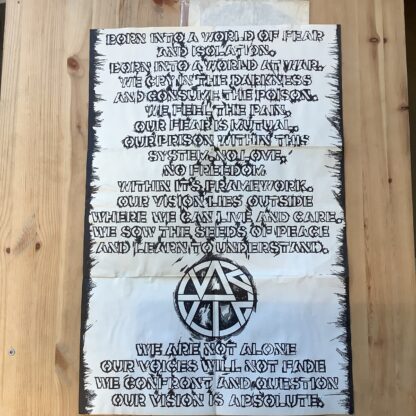 BORN INTO A WORLD OF FEAR
AND ISOLATION.
BORN INTO A WORLD AT WAR.
WE CRY IN THE DARKNESS
AND CONSUME THE POISON.
WE FEEL THE PAIN,
OUR FEAR IS MUTUAL.
OUR PRISON WITHIN THIS
SYSTEM. NO LOVE,
NO FREEDOM
WITHIN ITS FRAMEWORK.
OUR VISION LIES OUTSIDE
WHERE WE CAN LIVE AND CARE.
WE SOW THE SEEDS OF PEACE
AND LEARN TO UNDERSTAND.
WE ARE NOT ALONE
OUR VOICES WILL NOT FADE
WE CONFRONT AND QUESTION
OUR VISION IS ABSOLUTE.